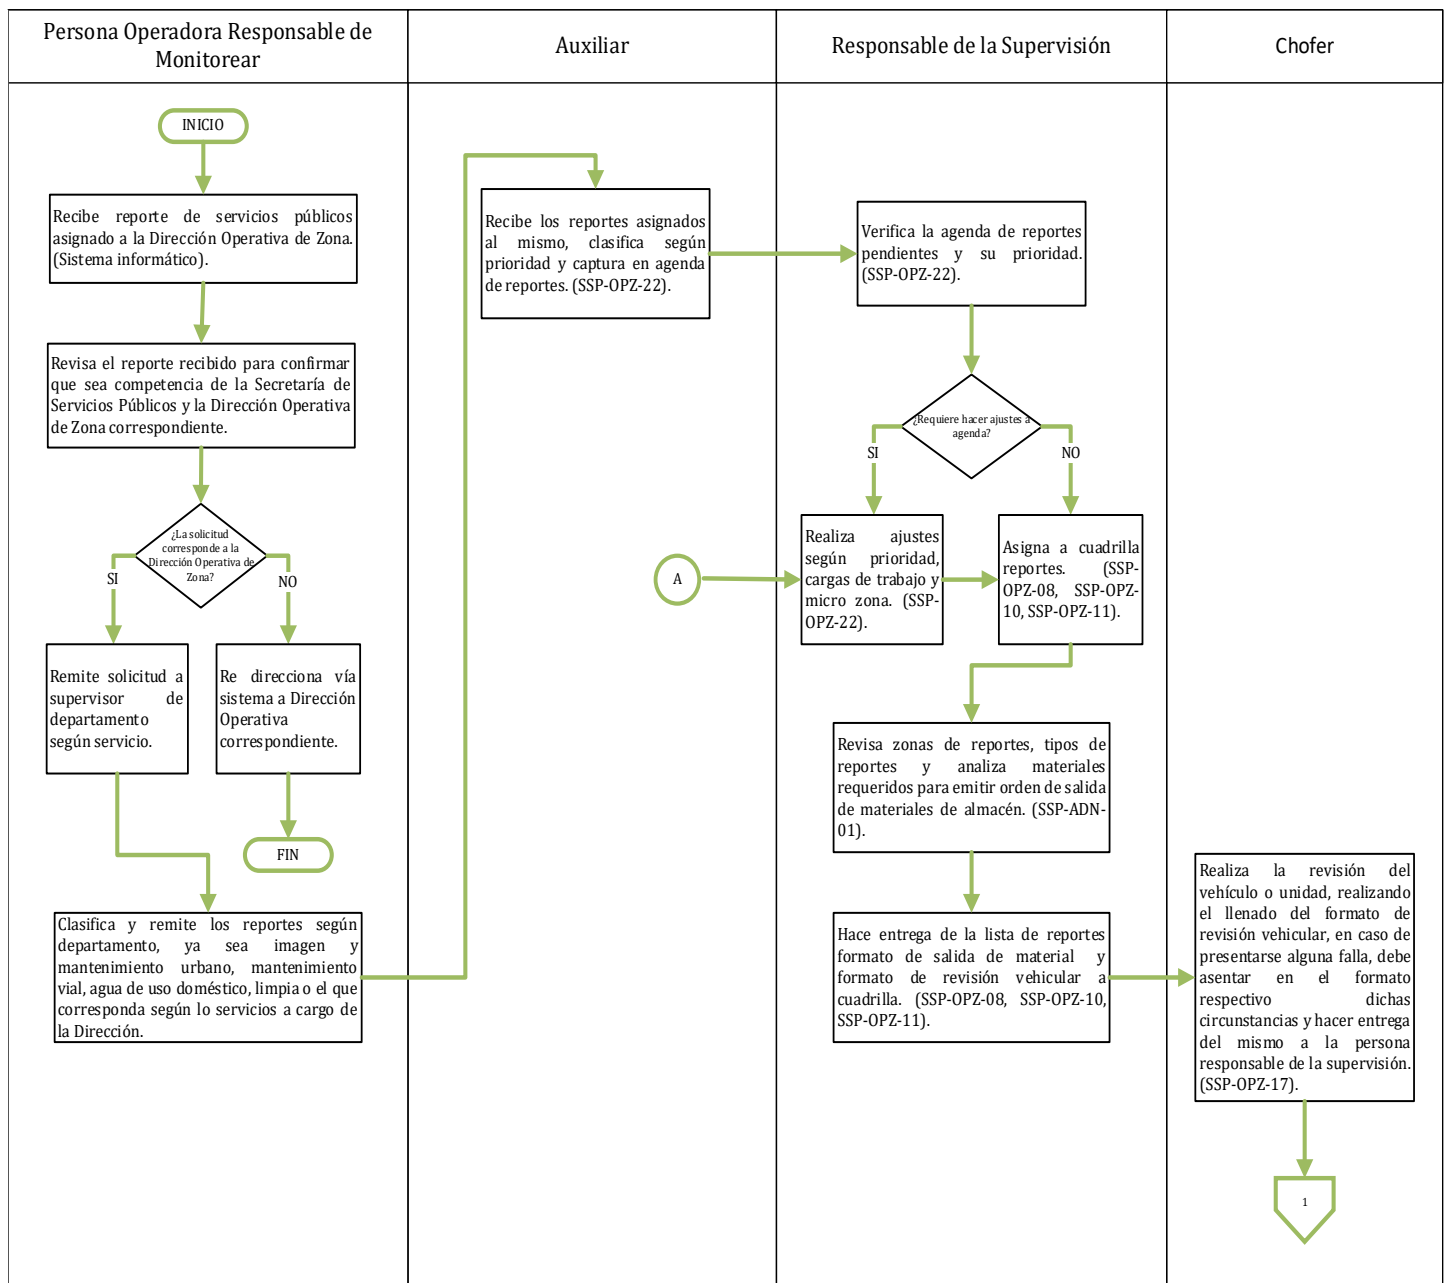 Persona Operadora Responsable de
Monitorear
Auxiliar
Responsable de la Supervisión
Chofer
INICIO
Recibe reporte de servicios públicos
asignado a la Dirección Operativa de Zona.
(Sistema informático).
Revisa el reporte recibido para confirmar
que sea competencia de la Secretaría de
Servicios Públicos y la Dirección Operativa
de Zona correspondiente.
¿La solicitud
corresponde a la
Dirección Operativa de
Zona?
SI
NO
Remite solicitud a
supervisor de
departamento
según servicio.
Re direcciona vía
sistema a Dirección
Operativa
correspondiente.
FIN
Clasifica y remite los reportes según
departamento, ya sea imagen y
mantenimiento urbano, mantenimiento
vial, agua de uso doméstico, limpia o el que
corresponda según lo servicios a cargo de
la Dirección.
Recibe los reportes asignados
al mismo, clasifica según
prioridad y captura en agenda
de reportes. (SSP-OPZ-22).
A
Verifica la agenda de reportes
pendientes y su prioridad.
(SSP-OPZ-22).
¿Requiere hacer ajustes a
agenda?
SI
NO
Realiza ajustes
según prioridad,
cargas de trabajo y
micro zona. (SSP-
OPZ-22).
Asigna a cuadrilla
reportes. (SSP-
OPZ-08, SSP-OPZ-
10, SSP-OPZ-11).
Revisa zonas de reportes, tipos de
reportes y analiza materiales
requeridos para emitir orden de salida
de materiales de almacén. (SSP-ADN-
01).
Hace entrega de la lista de reportes
formato de salida de material y
formato de revisión vehicular a
cuadrilla. (SSP-OPZ-08, SSP-OPZ-10,
SSP-OPZ-11).
Realiza la revisión del
vehículo o unidad, realizando
el llenado del formato de
revisión vehicular, en caso de
presentarse alguna falla, debe
asentar en el formato
respectivo dichas
circunstancias y hacer entrega
del mismo a la persona
responsable de la supervisión.
(SSP-OPZ-17).
1